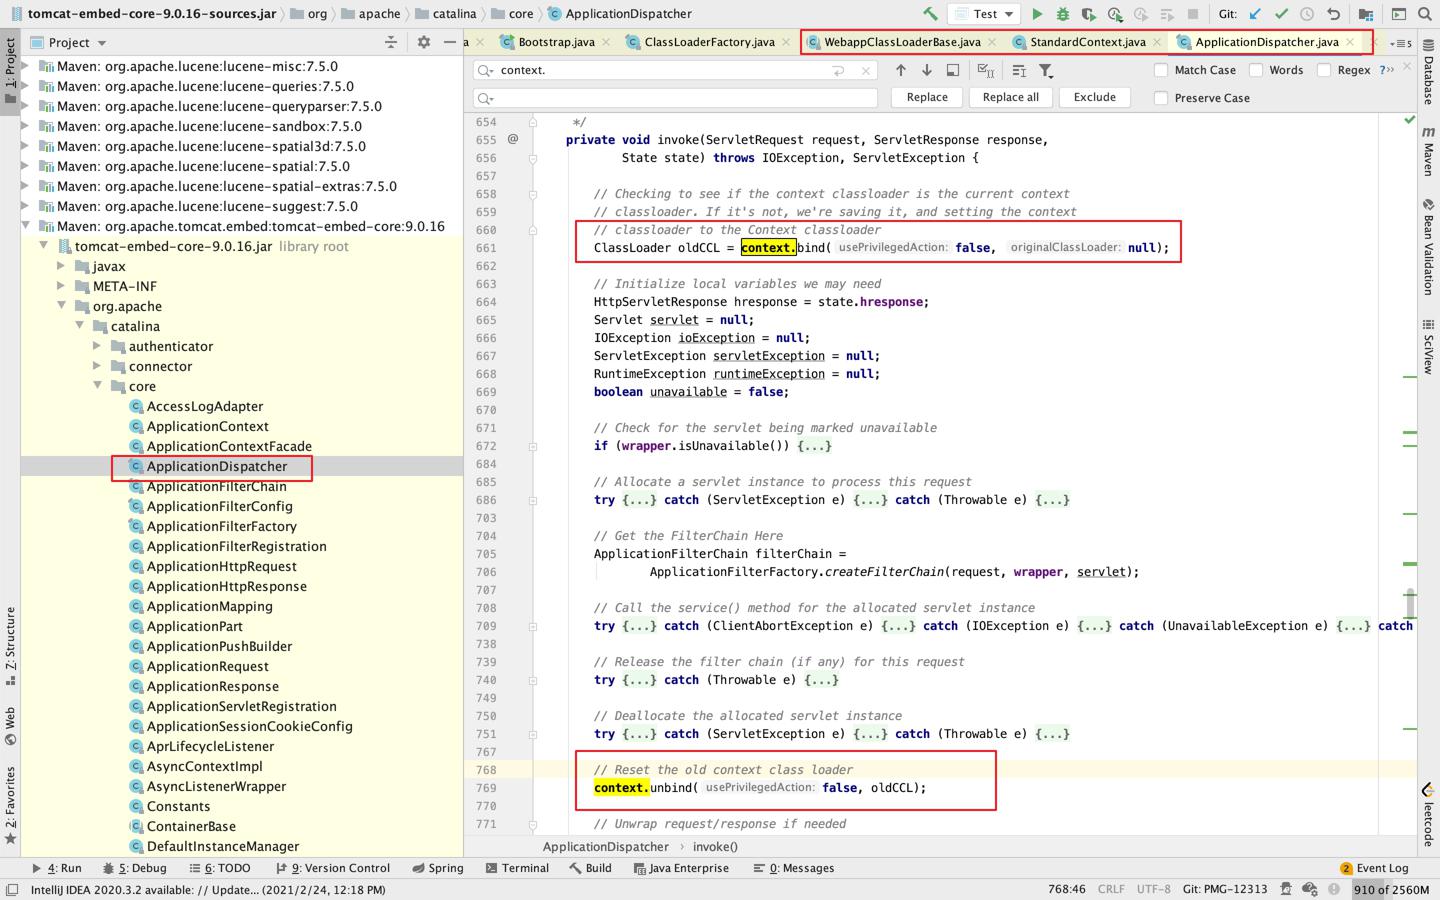 tomcat-embed-core-9.0.16-sources.jar org apache catalina core ApplicationDispatcher Test Git:
Project
a Bootstrap.java ClassLoaderFactory.java WebappClassLoaderBase.java StandardContext.java ApplicationDispatcher.java 5
context. Match Case Words Regex ?
Replace Replace all Exclude Preserve Case
Maven: org.apache.lucene:lucene-misc:7.5.0
Maven: org.apache.lucene:lucene-queries:7.5.0
Maven: org.apache.lucene:lucene-queryparser:7.5.0
Maven: org.apache.lucene:lucene-sandbox:7.5.0
Maven: org.apache.lucene:lucene-spatial3d:7.5.0
Maven: org.apache.lucene:lucene-spatial:7.5.0
Maven: org.apache.lucene:lucene-spatial-extras:7.5.0
Maven: org.apache.lucene:lucene-suggest:7.5.0
Maven: org.apache.tomcat.embed:tomcat-embed-core:9.0.16
tomcat-embed-core-9.0.16.jar library root
javax
META-INF
org.apache
catalina
authenticator
connector
core
AccessLogAdapter
ApplicationContext
ApplicationContextFacade
ApplicationDispatcher
ApplicationFilterChain
ApplicationFilterConfig
ApplicationFilterFactory
ApplicationFilterRegistration
ApplicationHttpRequest
ApplicationHttpResponse
ApplicationMapping
ApplicationPart
ApplicationPushBuilder
ApplicationRequest
ApplicationResponse
ApplicationServletRegistration
ApplicationSessionCookieConfig
AprLifecycleListener
AsyncContextImpl
AsyncListenerWrapper
Constants
ContainerBase
DefaultInstanceManager
654 */
655 @ private void invoke(ServletRequest request, ServletResponse response,
656 State state) throws IOException, ServletException {
657
658 // Checking to see if the context classloader is the current context
659 // classloader. If it's not, we're saving it, and setting the context
660 // classloader to the Context classloader
661 ClassLoader oldCCL = context.bind( usePrivilegedAction: false, originalClassLoader: null);
662
663 // Initialize local variables we may need
664 HttpServletResponse hresponse = state.hresponse;
665 Servlet servlet = null;
666 IOException ioException = null;
667 ServletException servletException = null;
668 RuntimeException runtimeException = null;
669 boolean unavailable = false;
670
671 // Check for the servlet being marked unavailable
672 if (wrapper.isUnavailable()) {...}
684
685 // Allocate a servlet instance to process this request
686 try {...} catch (ServletException e) {...} catch (Throwable e) {...}
703
704 // Get the FilterChain Here
705 ApplicationFilterChain filterChain =
706 ApplicationFilterFactory.createFilterChain(request, wrapper, servlet);
707
708 // Call the service() method for the allocated servlet instance
709 try {...} catch (ClientAbortException e) {...} catch (IOException e) {...} catch (UnavailableException e) {...} catch
738
739 // Release the filter chain (if any) for this request
740 try {...} catch (Throwable e) {...}
749
750 // Deallocate the allocated servlet instance
751 try {...} catch (ServletException e) {...} catch (Throwable e) {...}
767
768 // Reset the old context class loader
769 context.unbind( usePrivilegedAction: false, oldCCL);
770
771 // Unwrap request/response if needed
ApplicationDispatcher › invoke()
1: Project
Z: Structure
Web
2: Favorites
Database
m Maven
Bean Validation
SciView
leetcode
4: Run 5: Debug 6: TODO 9: Version Control Spring Terminal Build Java Enterprise 0: Messages 2 Event Log
IntelliJ IDEA 2020.3.2 available: // Update... (2021/2/24, 12:18 PM) 768:46 CRLF UTF-8 Git: PMG-12313 910 of 2560M